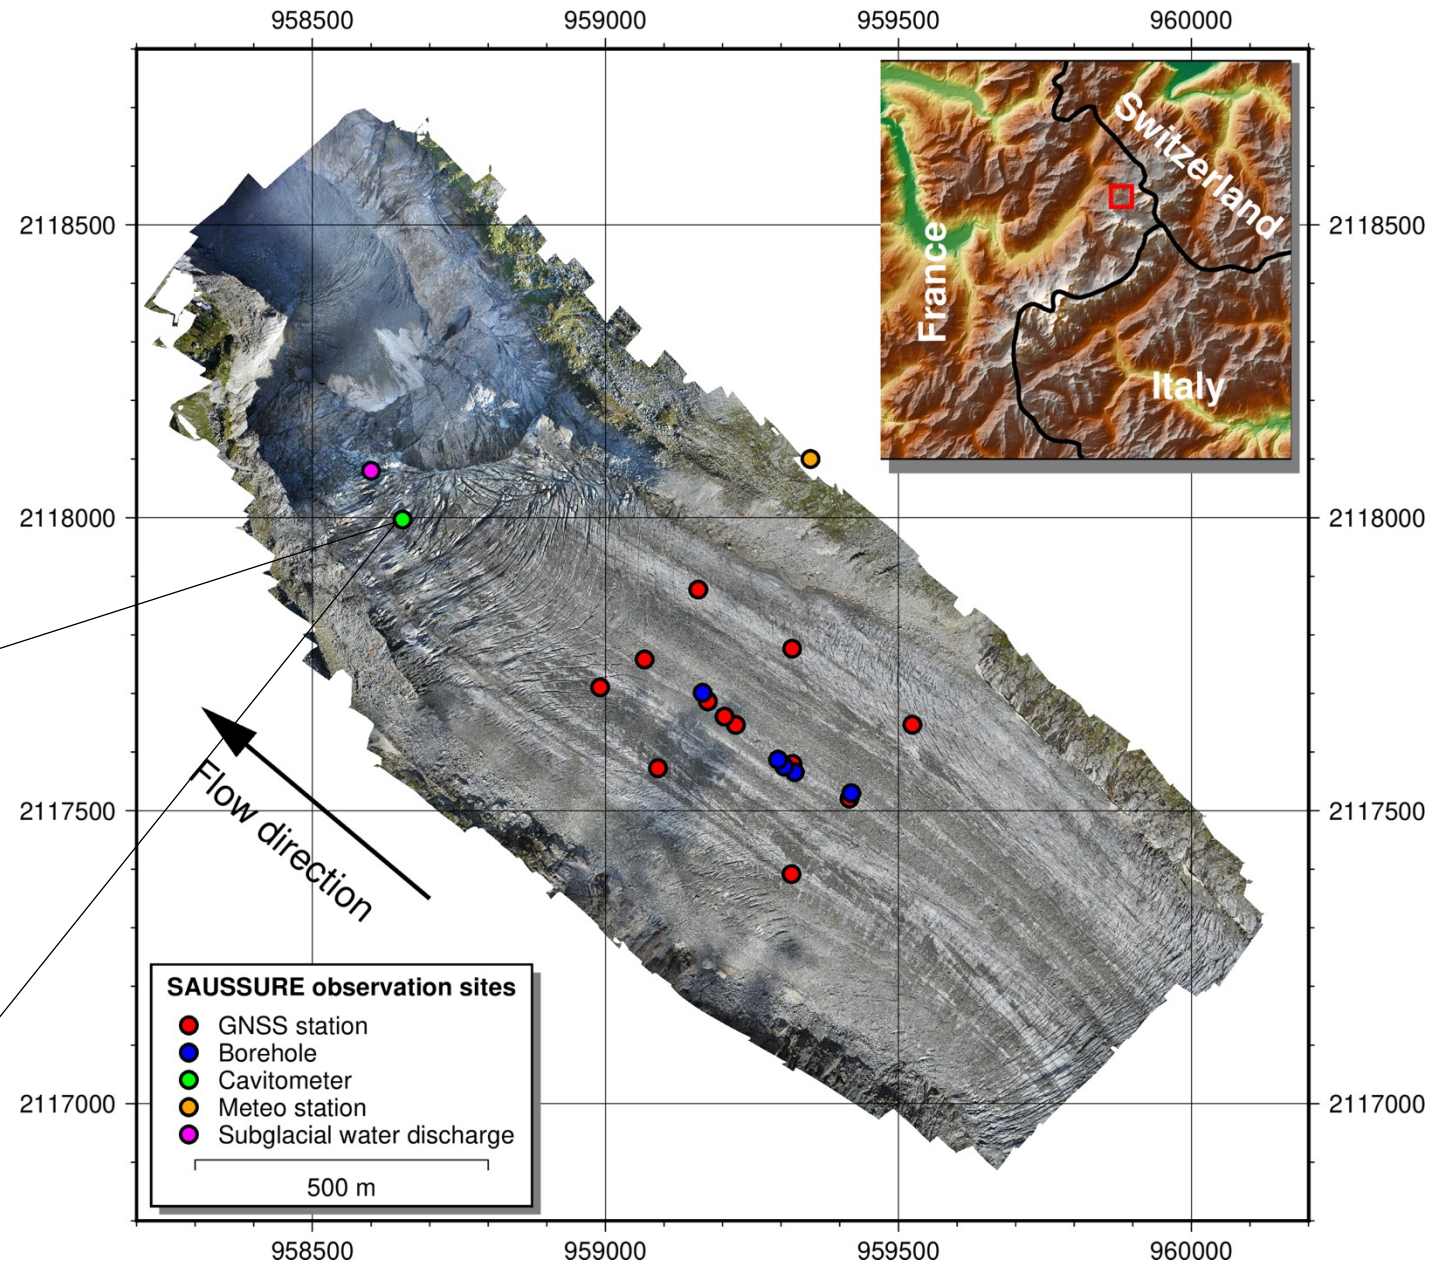 958500 959000 959500 960000
2118500 2118500
2118000 2118000
2117500 2117500
2117000 2117000
Switzerland
France
Italy
Flow direction
SAUSSURE observation sites
GNSS station
Borehole
Cavitometer
Meteo station
Subglacial water discharge
500 m
958500 959000 959500 960000